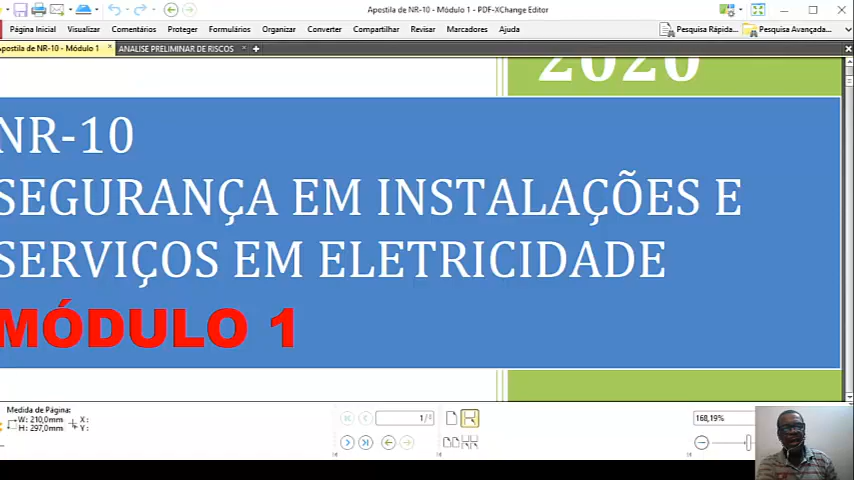 Apostila de NR-10 - Módulo 1 - PDF-XChange Editor
Página Inicial Visualizar Comentários Proteger Formulários Organizar Converter Compartilhar Revisar Marcadores Ajuda Pesquisa Rápida... Pesquisa Avançada...
Apostila de NR-10 - Módulo 1 × ANALISE PRELIMINAR DE RISCOS ×
2020
NR-10
SEGURANÇA EM INSTALAÇÕES E
SERVIÇOS EM ELETRICIDADE
MÓDULO 1
Medida de Página:
W: 210,0mm X:
H: 297,0mm Y:
168,19%